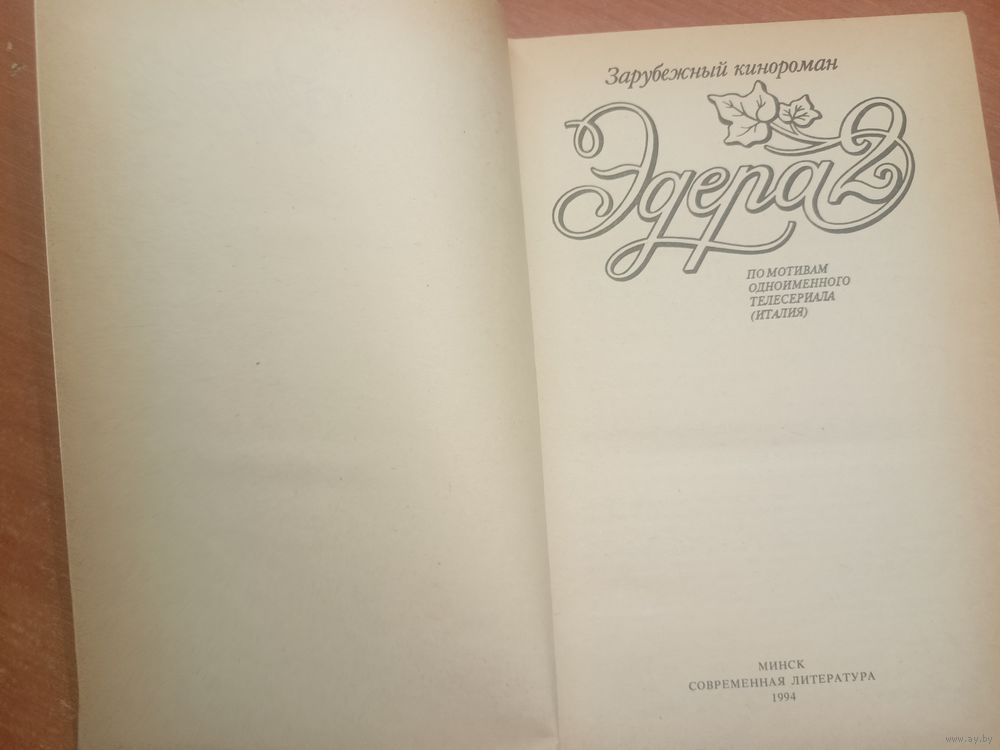 Зарубежный кинороман
Эдера 2
ПО МОТИВАМ
ОДНОИМЕННОГО
ТЕЛЕСЕРИАЛА
(ИТАЛИЯ)
МИНСК
СОВРЕМЕННАЯ ЛИТЕРАТУРА
1994
© www.ay.by